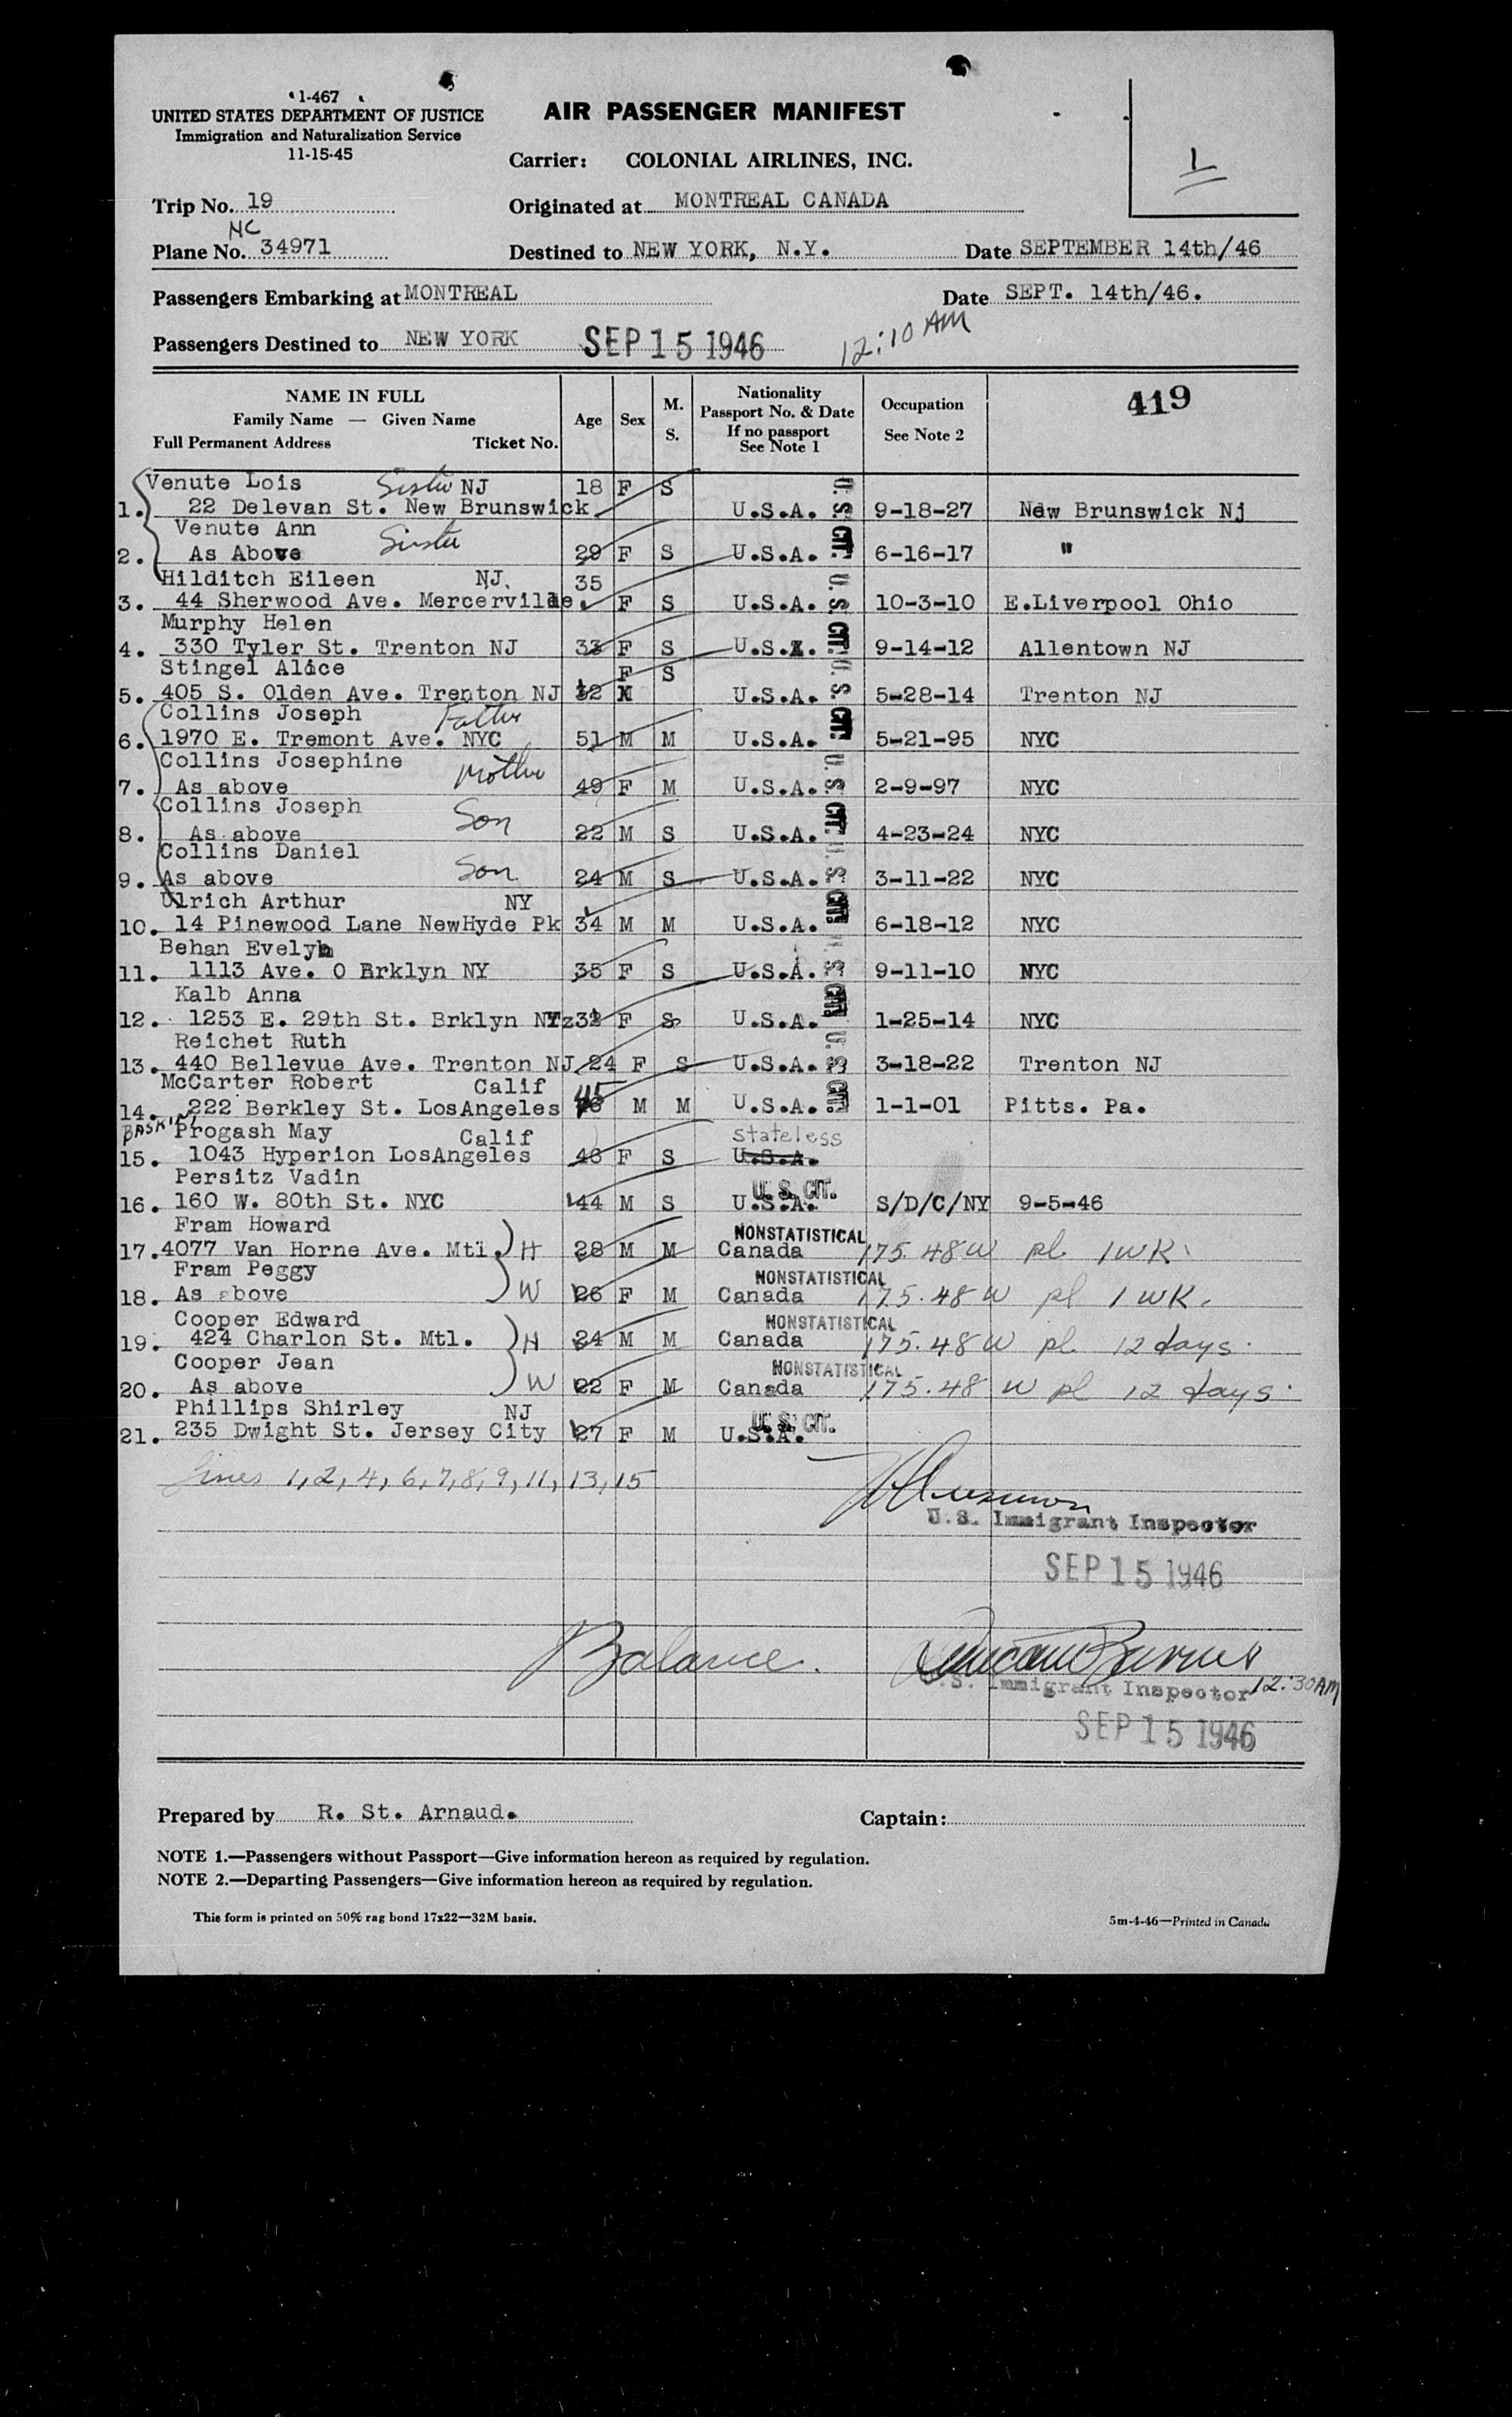 1-467
UNITED STATES DEPARTMENT OF JUSTICE
Immigration and Naturalization Service
11-15-45
AIR PASSENGER MANIFEST
Carrier: COLONIAL AIRLINES, INC.
1
Trip No. 19
Originated at MONTREAL CANADA
NC
Plane No. 34971
Destined to NEW YORK, N.Y.
Date SEPTEMBER 14th/46
Passengers Embarking at MONTREAL
Date SEPT. 14th/46.
Passengers Destined to NEW YORK SEP 15 1946 12:10 AM
NAME IN FULL
Family Name — Given Name
Full Permanent Address Ticket No.
Age
Sex
M.
S.
Nationality
Passport No. & Date
If no passport
See Note 1
Occupation
See Note 2
419
Venute Lois Sister NJ 18 F S
1. 22 Delevan St. New Brunswick U.S.A. U. S. CIT. 9-18-27 New Brunswick Nj
Venute Ann Sister
2. As Above 29 F S U.S.A. 6-16-17 "
Hilditch Eileen NJ. 35
3. 44 Sherwood Ave. Mercerville. F S U.S.A. U. S. CIT. 10-3-10 E.Liverpool Ohio
Murphy Helen
4. 330 Tyler St. Trenton NJ 33 F S U.S.A. 9-14-12 Allentown NJ
Stingel Alice F S
5. 405 S. Olden Ave. Trenton NJ 32 U.S.A. U. S. CIT. 5-28-14 Trenton NJ
Collins Joseph Father
6. 1970 E. Tremont Ave. NYC 51 M M U.S.A. 5-21-95 NYC
Collins Josephine Mother
7. As above 49 F M U.S.A. U. S. CIT. 2-9-97 NYC
Collins Joseph Son
8. As above 22 M S U.S.A. 4-23-24 NYC
Collins Daniel Son
9. As above 24 M S U.S.A. U. S. CIT. 3-11-22 NYC
Ulrich Arthur NY
10. 14 Pinewood Lane NewHyde Pk 34 M M U.S.A. 6-18-12 NYC
Behan Evelyn
11. 1113 Ave. O Brklyn NY 35 F S U.S.A. U. S. CIT. 9-11-10 NYC
Kalb Anna
12. 1253 E. 29th St. Brklyn NY 32 F S U.S.A. 1-25-14 NYC
Reichet Ruth
13. 440 Bellevue Ave. Trenton NJ 24 F S U.S.A. U. S. CIT. 3-18-22 Trenton NJ
McCarter Robert Calif 45
14. 222 Berkley St. LosAngeles M M U.S.A. 1-1-01 Pitts. Pa.
BASKIN Progash May Calif Stateless
15. 1043 Hyperion LosAngeles 46 F S U.S.A.
Persitz Vadin U. S. CIT.
16. 160 W. 80th St. NYC 44 M S U.S.A. S/D/C/NY 9-5-46
Fram Howard NONSTATISTICAL
17. 4077 Van Horne Ave. Mtl. H 28 M M Canada 175.48 W pl 1 WK.
Fram Peggy NONSTATISTICAL
18. As above W 26 F M Canada 175.48 W pl 1 WK.
Cooper Edward NONSTATISTICAL
19. 424 Charlon St. Mtl. H 24 M M Canada 175.48 W pl 12 days.
Cooper Jean NONSTATISTICAL
20. As above W 22 F M Canada 175.48 W pl 12 days.
Phillips Shirley NJ U. S. CIT.
21. 235 Dwight St. Jersey City 27 F M U.S.A.
lines 1, 2, 4, 6, 7, 8, 9, 11, 13, 15
U.S. Immigrant Inspector
SEP 15 1946
Balance.
U.S. Immigrant Inspector 12:30 AM
SEP 15 1946
Prepared by R. St. Arnaud.
Captain:
NOTE 1.—Passengers without Passport—Give information hereon as required by regulation.
NOTE 2.—Departing Passengers—Give information hereon as required by regulation.
This form is printed on 50% rag bond 17x22—32M basis.
5m-4-46—Printed in Canada